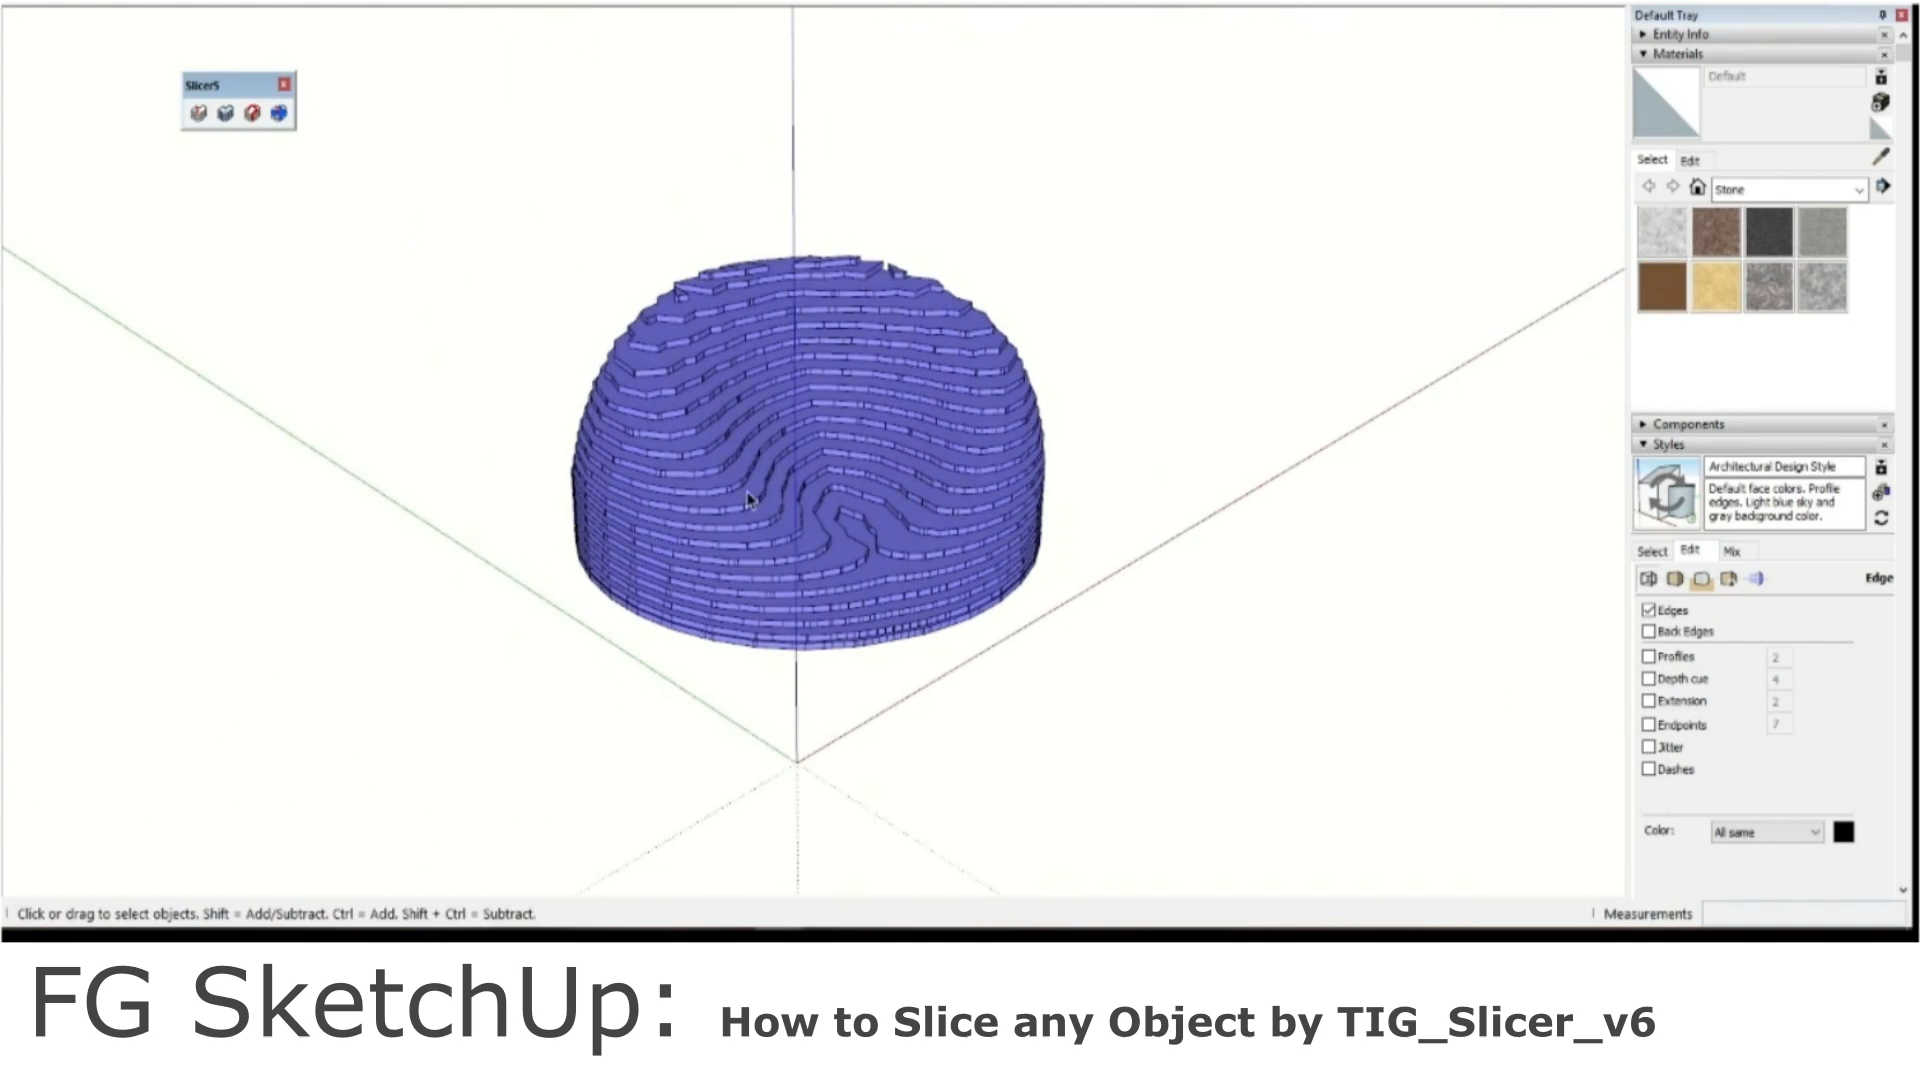 Default Tray
Entity Info
Materials
Slicer5
Default
Select Edit
Stone
Components
Styles
Architectural Design Style
Default face colors. Profile
edges. Light blue sky and
gray background color.
Select Edit Mix
Edge
Edges
Back Edges
Profiles 2
Depth cue 4
Extension 2
Endpoints 7
Jitter
Dashes
Color: All same
Click or drag to select objects. Shift = Add/Subtract. Ctrl = Add. Shift + Ctrl = Subtract.
Measurements
FG SketchUp: How to Slice any Object by TIG_Slicer_v6